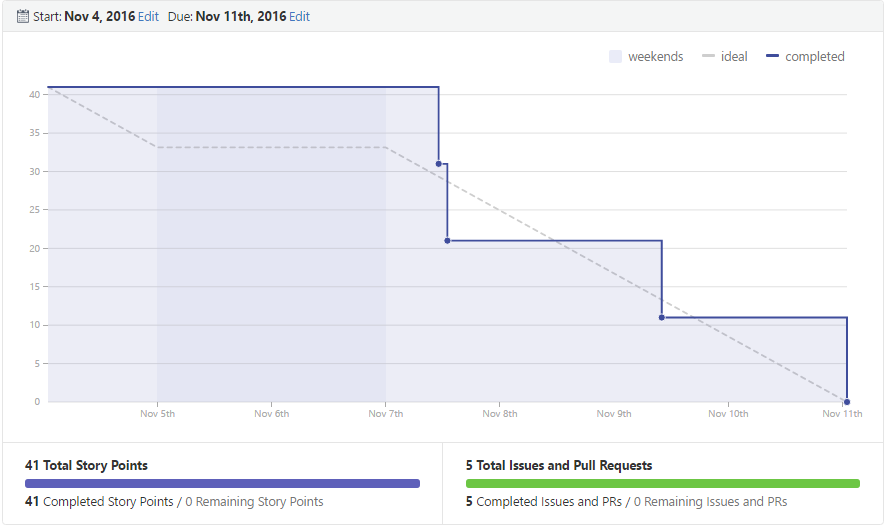 Start: Nov 4, 2016 Edit Due: Nov 11th, 2016 Edit
weekends ideal completed
40
35
30
25
20
15
10
5
0
Nov 5th Nov 6th Nov 7th Nov 8th Nov 9th Nov 10th Nov 11th
41 Total Story Points
41 Completed Story Points / 0 Remaining Story Points
5 Total Issues and Pull Requests
5 Completed Issues and PRs / 0 Remaining Issues and PRs